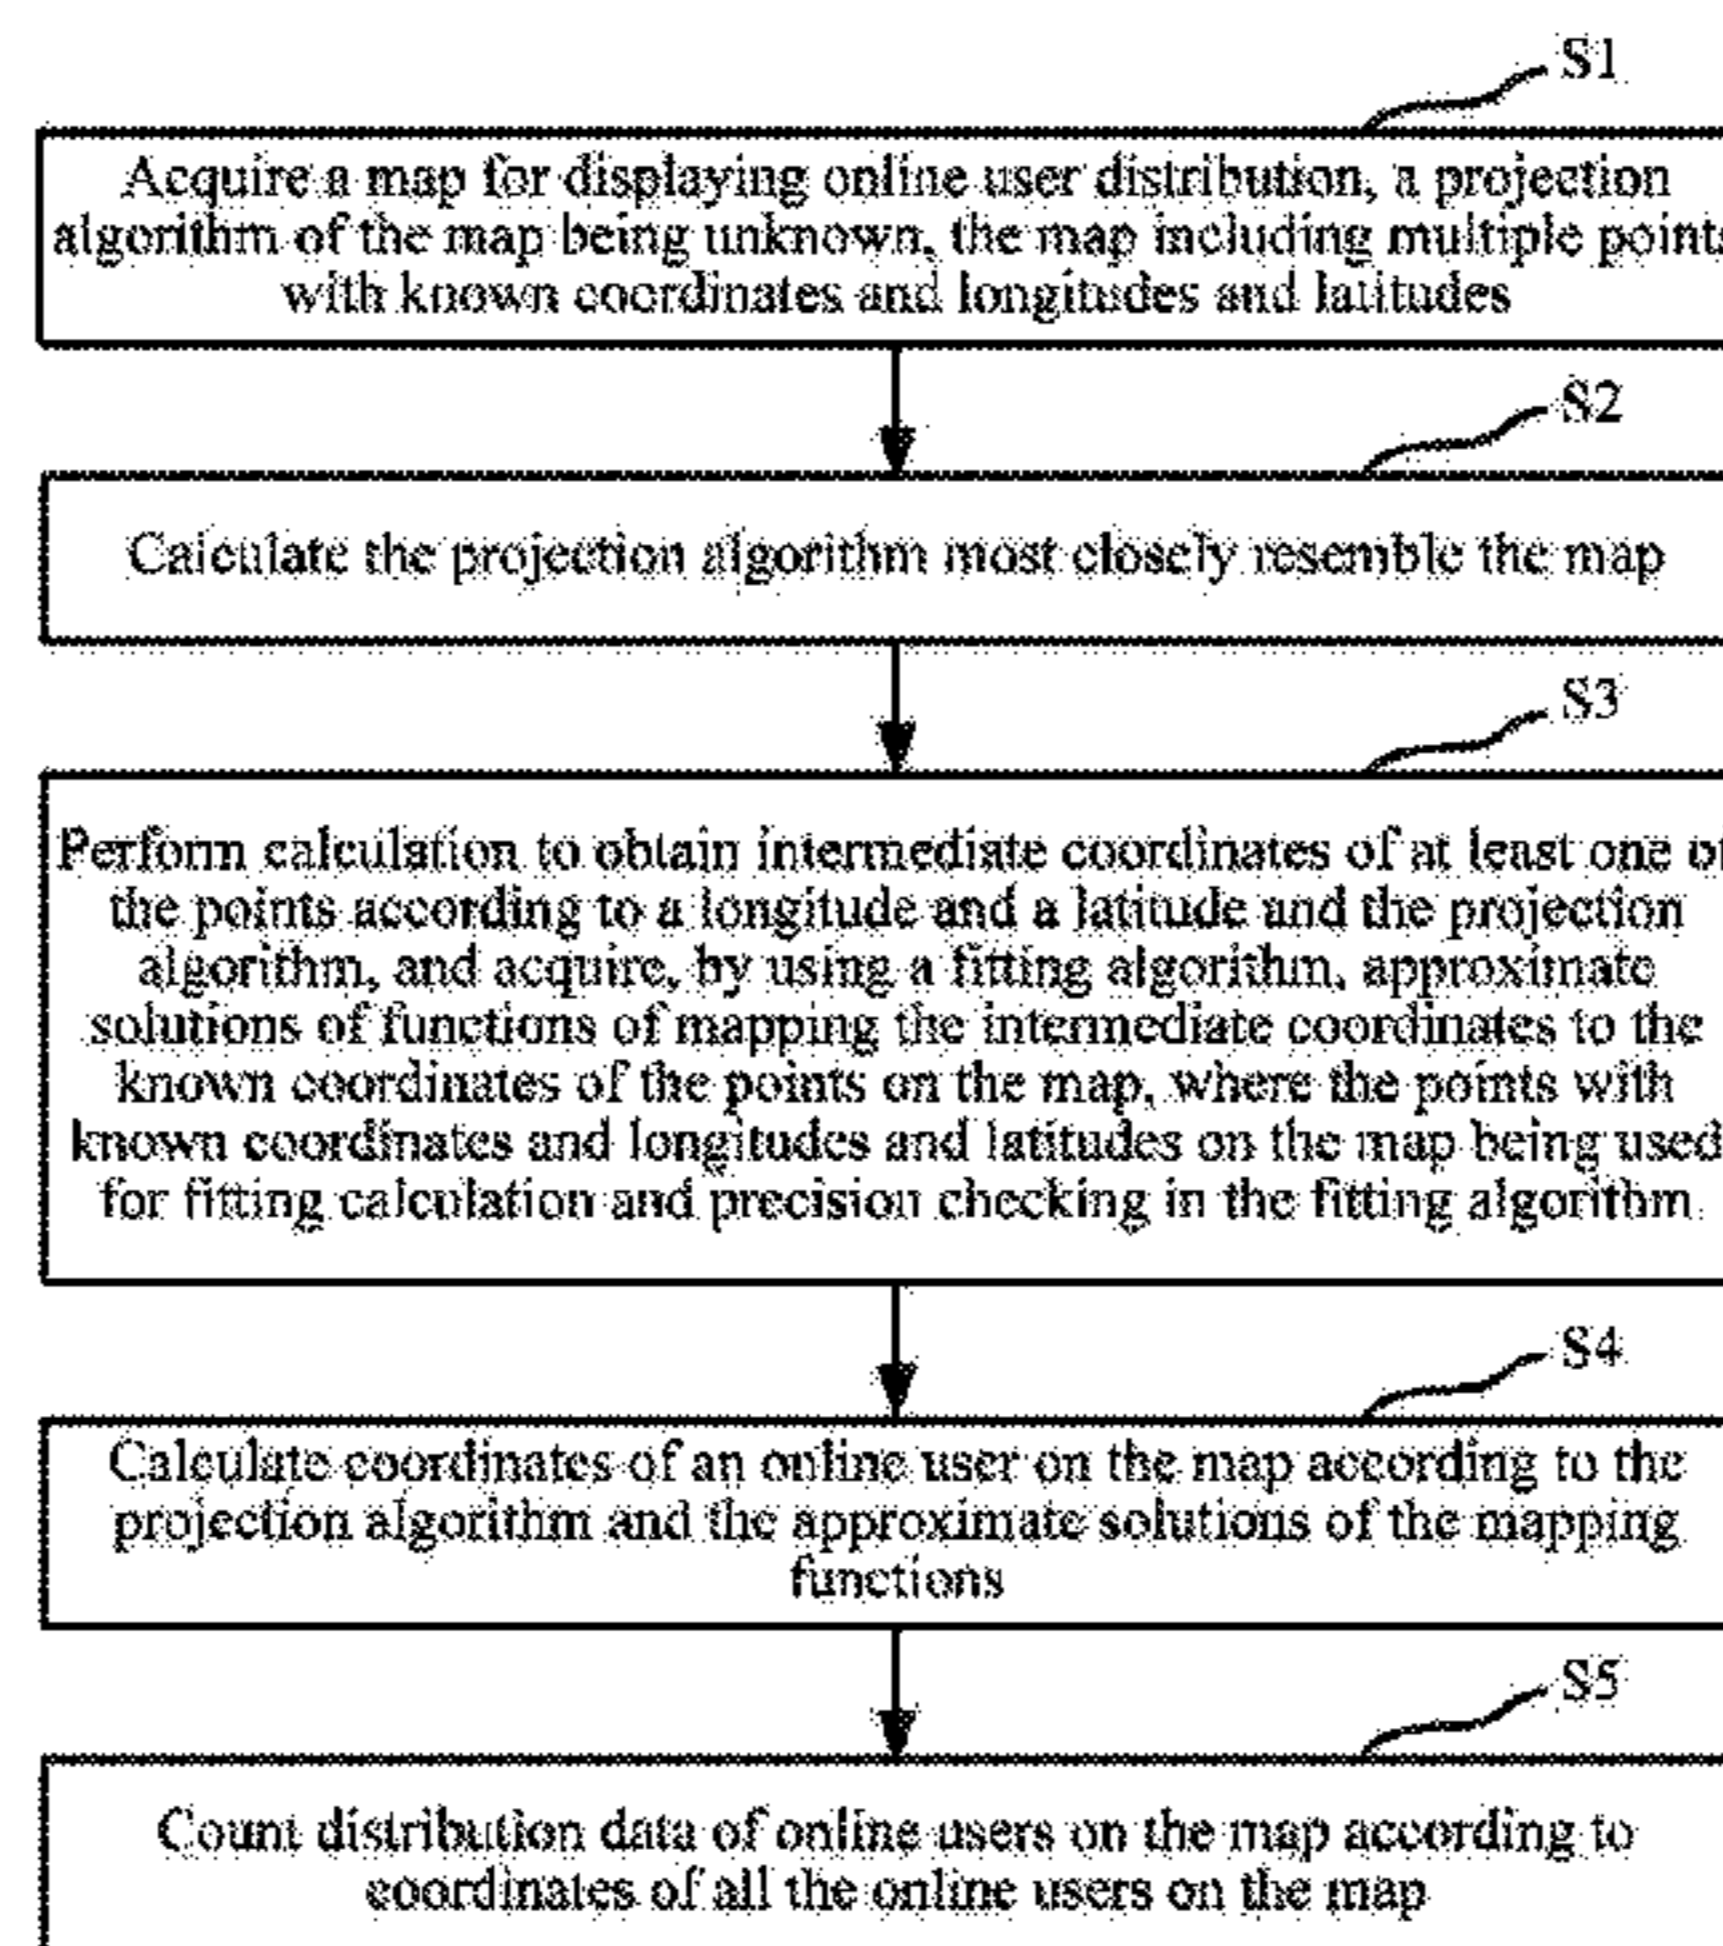 S1
Acquire a map for displaying online user distribution, a projection
algorithm of the map being unknown, the map including multiple points
with known coordinates and longitudes and latitudes
S2
Calculate the projection algorithm most closely resemble the map
S3
Perform calculation to obtain intermediate coordinates of at least one of
the points according to a longitude and a latitude and the projection
algorithm, and acquire, by using a fitting algorithm, approximate
solutions of functions of mapping the intermediate coordinates to the
known coordinates of the points on the map, where the points with
known coordinates and longitudes and latitudes on the map being used
for fitting calculation and precision checking in the fitting algorithm.
S4
Calculate coordinates of an online user on the map according to the
projection algorithm and the approximate solutions of the mapping
functions
S5
Count distribution data of online users on the map according to
coordinates of all the online users on the map